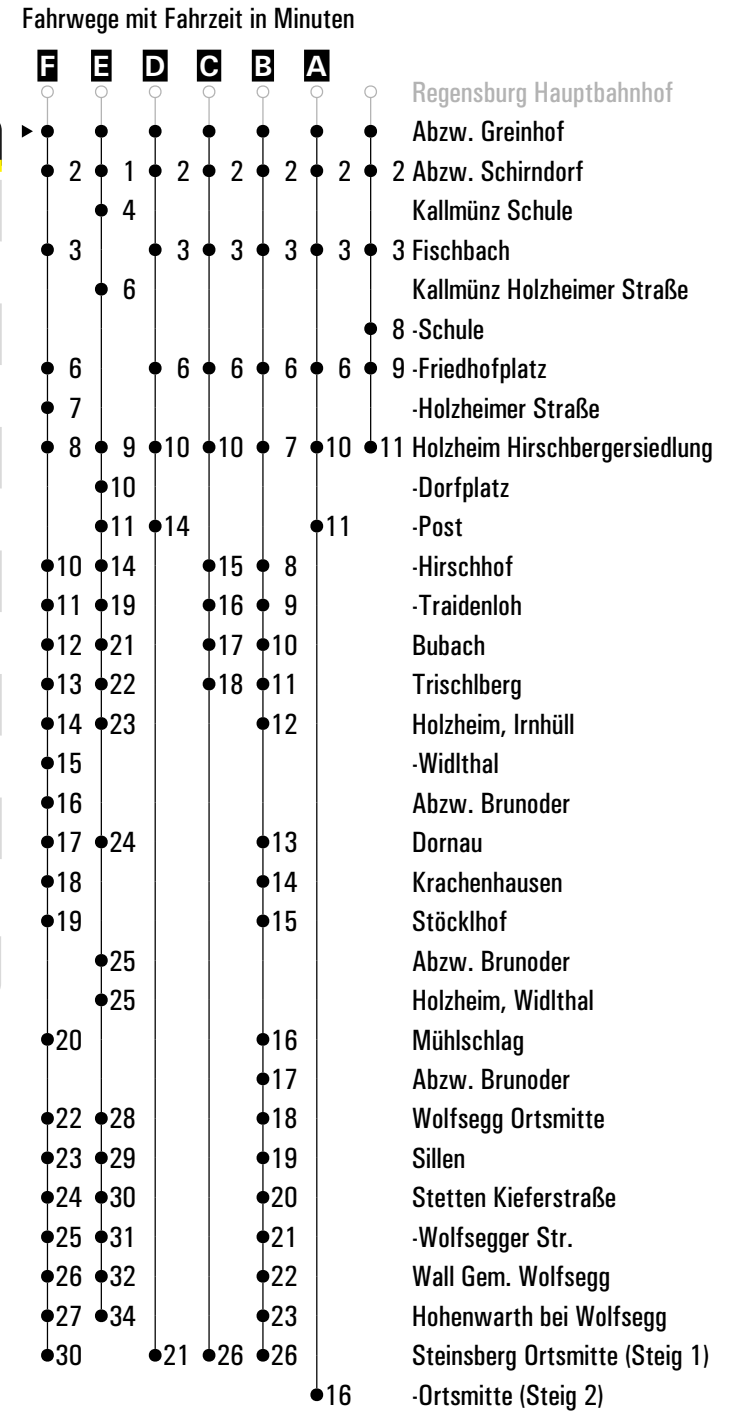 Fahrwege mit Fahrzeit in Minuten
F E D C B A
Regensburg Hauptbahnhof
Abzw. Greinhof
2 1 2 2 2 2 2 Abzw. Schirndorf
4 Kallmünz Schule
3 3 3 3 3 3 Fischbach
6 Kallmünz Holzheimer Straße
8 -Schule
6 6 6 6 6 9 -Friedhofplatz
7 -Holzheimer Straße
8 9 10 10 7 10 11 Holzheim Hirschbergersiedlung
10 -Dorfplatz
11 14 11 -Post
10 14 15 8 -Hirschhof
11 19 16 9 -Traidenloh
12 21 17 10 Bubach
13 22 18 11 Trischlberg
14 23 12 Holzheim, Irnhüll
15 -Widlthal
16 Abzw. Brunoder
17 24 13 Dornau
18 14 Krachenhausen
19 15 Stöcklhof
25 Abzw. Brunoder
25 Holzheim, Widlthal
20 16 Mühlschlag
17 Abzw. Brunoder
22 28 18 Wolfsegg Ortsmitte
23 29 19 Sillen
24 30 20 Stetten Kieferstraße
25 31 21 -Wolfsegger Str.
26 32 22 Wall Gem. Wolfsegg
27 34 23 Hohenwarth bei Wolfsegg
30 21 26 26 Steinsberg Ortsmitte (Steig 1)
16 -Ortsmitte (Steig 2)